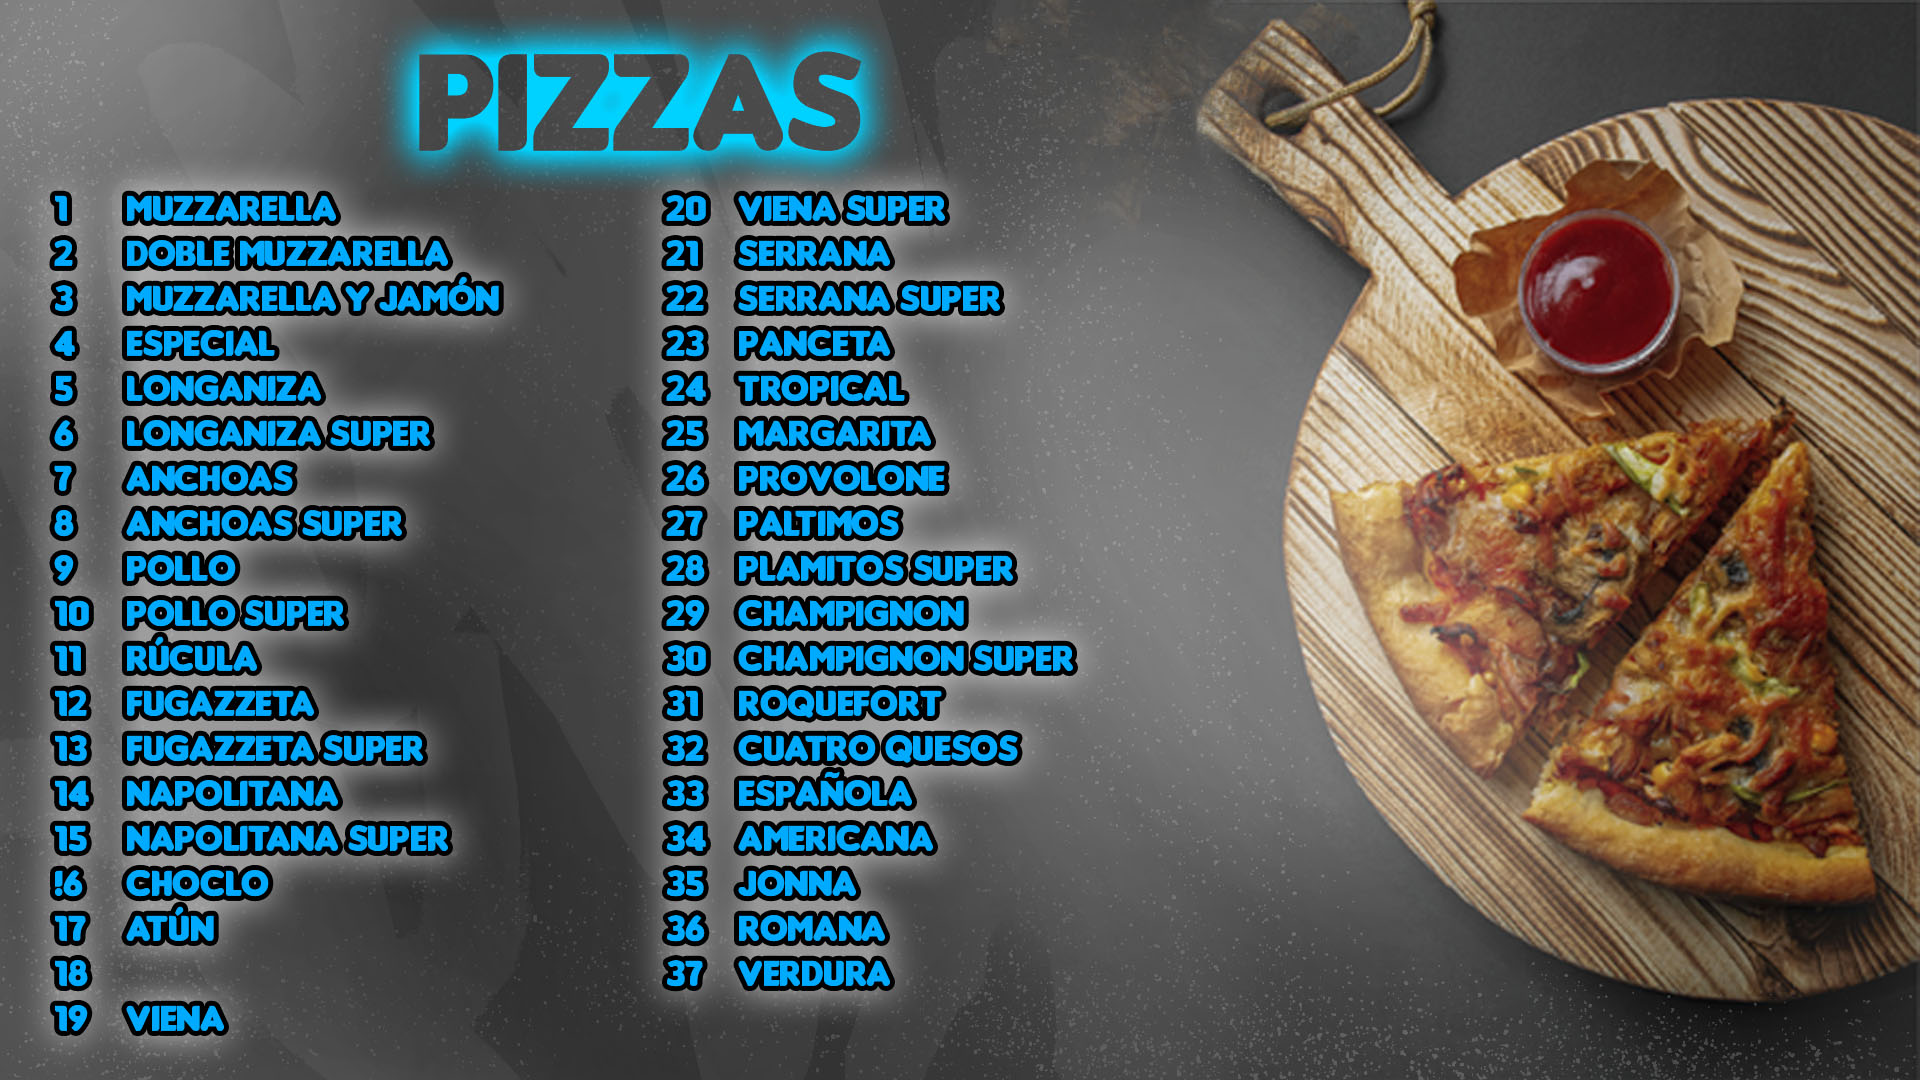 PIZZAS
1 MUZZARELLA
2 DOBLE MUZZARELLA
3 MUZZARELLA Y JAMÓN
4 ESPECIAL
5 LONGANIZA
6 LONGANIZA SUPER
7 ANCHOAS
8 ANCHOAS SUPER
9 POLLO
10 POLLO SUPER
11 RÚCULA
12 FUGAZZETA
13 FUGAZZETA SUPER
14 NAPOLITANA
15 NAPOLITANA SUPER
!6 CHOCLO
17 ATÚN
18
19 VIENA
20 VIENA SUPER
21 SERRANA
22 SERRANA SUPER
23 PANCETA
24 TROPICAL
25 MARGARITA
26 PROVOLONE
27 PALTIMOS
28 PLAMITOS SUPER
29 CHAMPIGNON
30 CHAMPIGNON SUPER
31 ROQUEFORT
32 CUATRO QUESOS
33 ESPAÑOLA
34 AMERICANA
35 JONNA
36 ROMANA
37 VERDURA